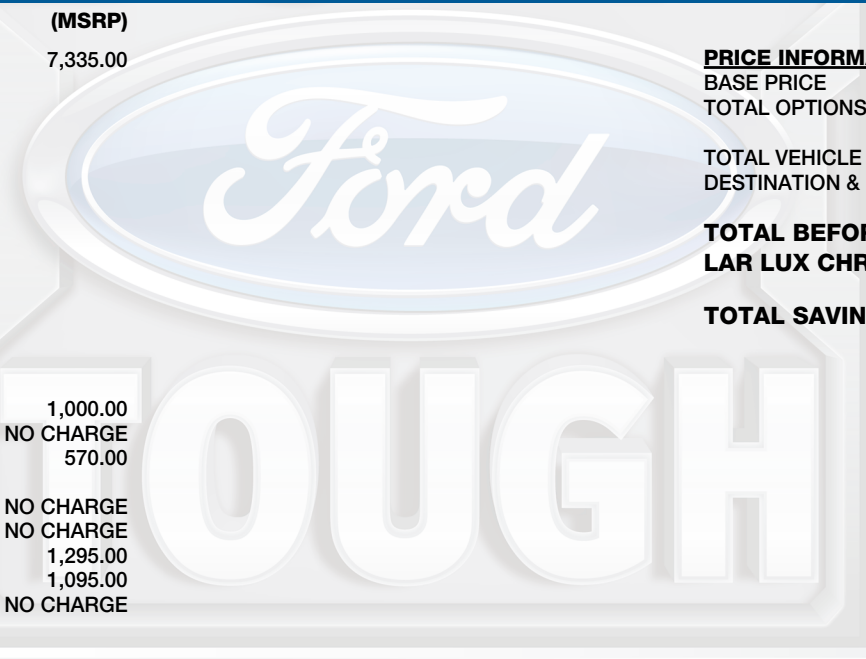 (MSRP)
7,335.00
1,000.00
NO CHARGE
570.00
NO CHARGE
NO CHARGE
1,295.00
1,095.00
NO CHARGE
Ford
TOUGH
PRICE INFORM
BASE PRICE
TOTAL OPTIONS
TOTAL VEHICLE
DESTINATION &
TOTAL BEFOR
LAR LUX CHR
TOTAL SAVIN